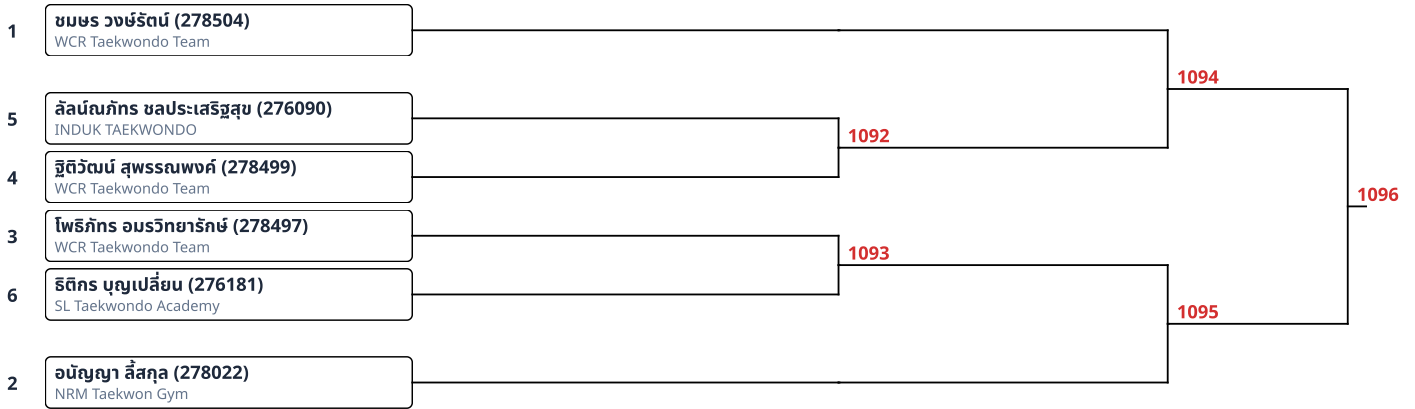 1
ชมษร วงษ์รัตน์ (278504)
WCR Taekwondo Team
1094
5
ลัลน์ณภัทร ชลประเสริฐสุข (276090)
INDUK TAEKWONDO
1092
4
ฐิติวัฒน์ สุพรรณพงค์ (278499)
WCR Taekwondo Team
1096
3
โพธิภัทร อมรวิทยารักษ์ (278497)
WCR Taekwondo Team
1093
6
ธิติกร บุญเปลี่ยน (276181)
SL Taekwondo Academy
1095
2
อนัญญา ลี้สกุล (278022)
NRM Taekwon Gym